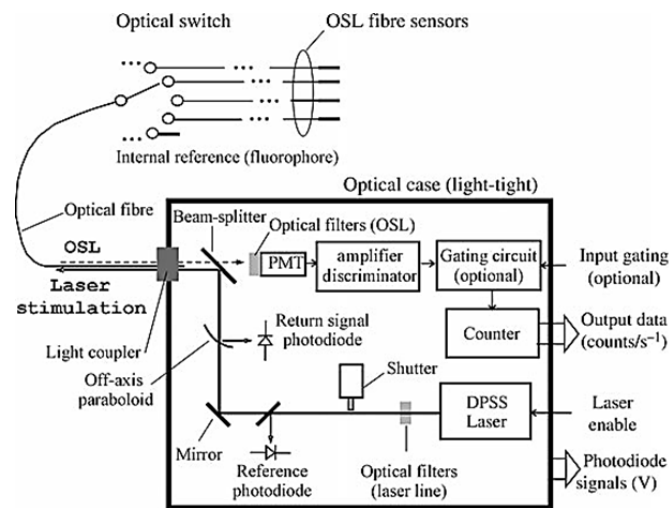 Optical switch
OSL fibre sensors
Internal reference (fluorophore)
Optical case (light-tight)
Optical fibre
Beam-splitter
Optical filters (OSL)
OSL
PMT
amplifier
discriminator
Gating circuit
(optional)
Input gating
(optional)
Laser
stimulation
Counter
Output data
(counts/s⁻¹)
Light coupler
Return signal
photodiode
Off-axis
paraboloid
Shutter
DPSS
Laser
Laser
enable
Mirror
Reference
photodiode
Optical filters
(laser line)
Photodiode
signals (V)